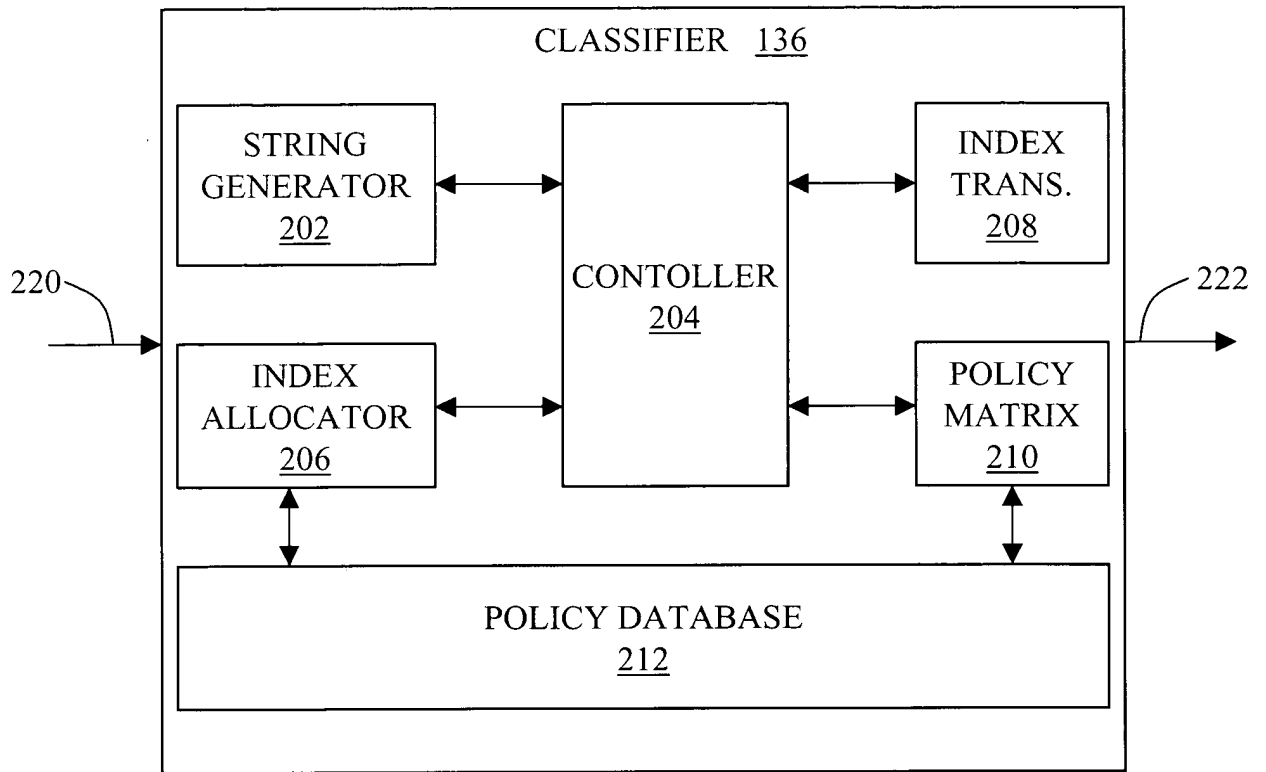 CLASSIFIER 136
STRING
GENERATOR
202
INDEX
TRANS.
208
CONTOLLER
204
220
222
INDEX
ALLOCATOR
206
POLICY
MATRIX
210
POLICY DATABASE
212